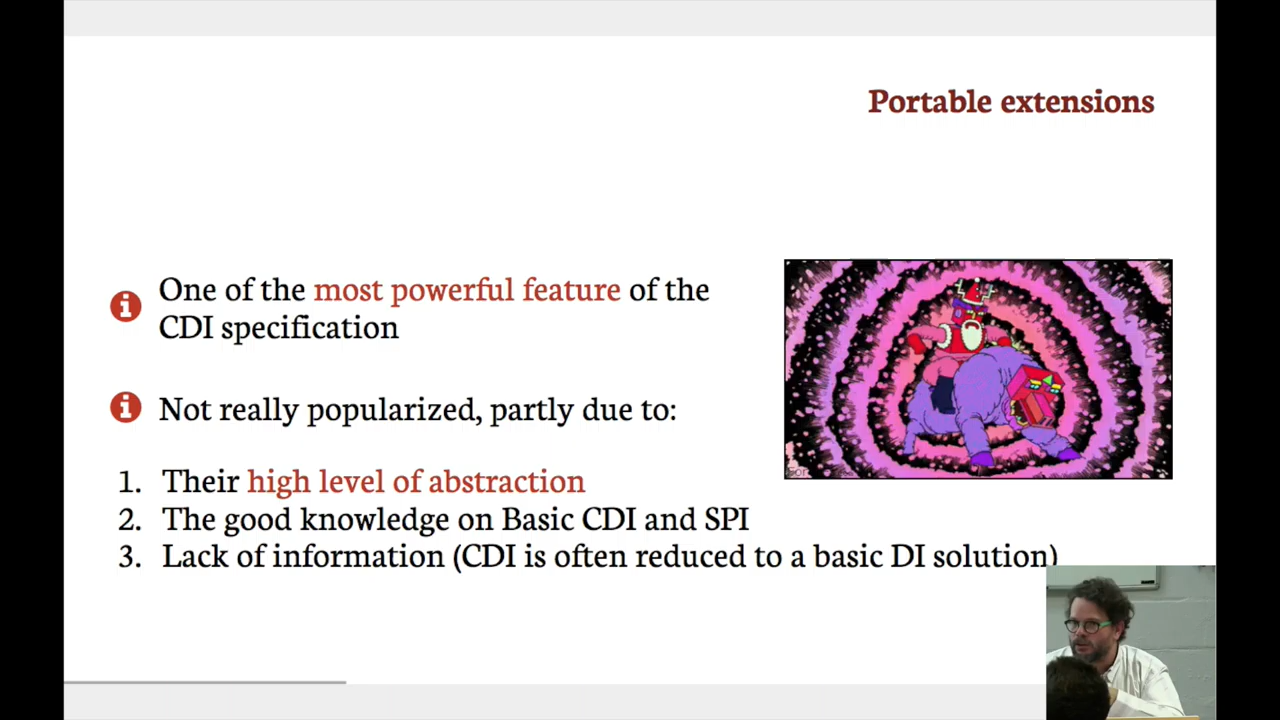 Portable extensions
One of the most powerful feature of the
CDI specification
Not really popularized, partly due to:
1. Their high level of abstraction
2. The good knowledge on Basic CDI and SPI
3. Lack of information (CDI is often reduced to a basic DI solution)